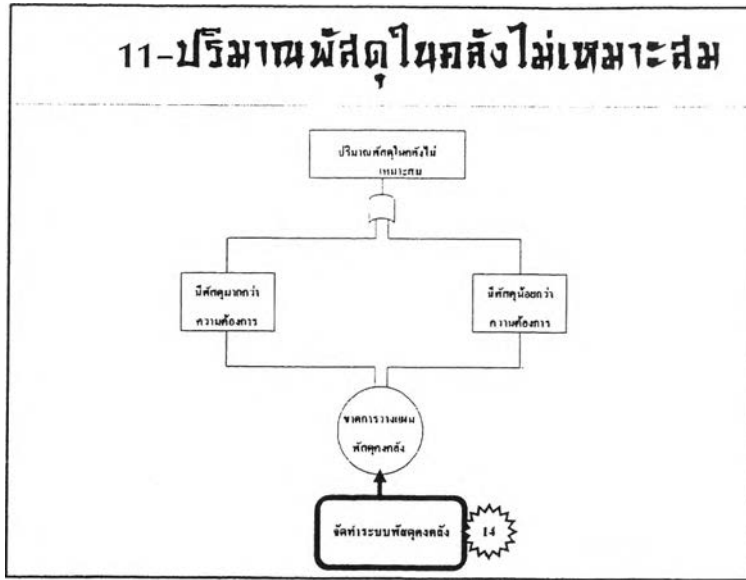 11-ปริมาณพัสดุในคลังไม่เหมาะสม
ปริมาณพัสดุในคลังไม่
เหมาะสม
มีพัสดุมากกว่า
ความต้องการ
มีพัสดุน้อยกว่า
ความต้องการ
ขาดการวางแผน
พัสดุคงคลัง
จัดทำระบบพัสดุคงคลัง
14